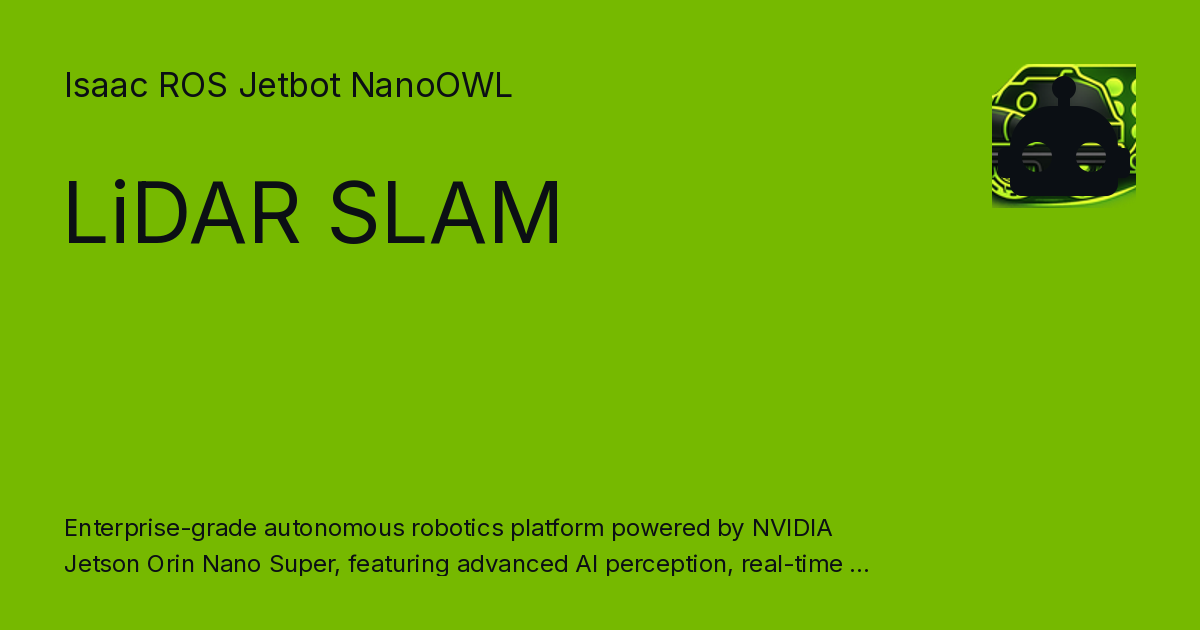 Isaac ROS Jetbot NanoOWL
LiDAR SLAM
Enterprise-grade autonomous robotics platform powered by NVIDIA
Jetson Orin Nano Super, featuring advanced AI perception, real-time ...